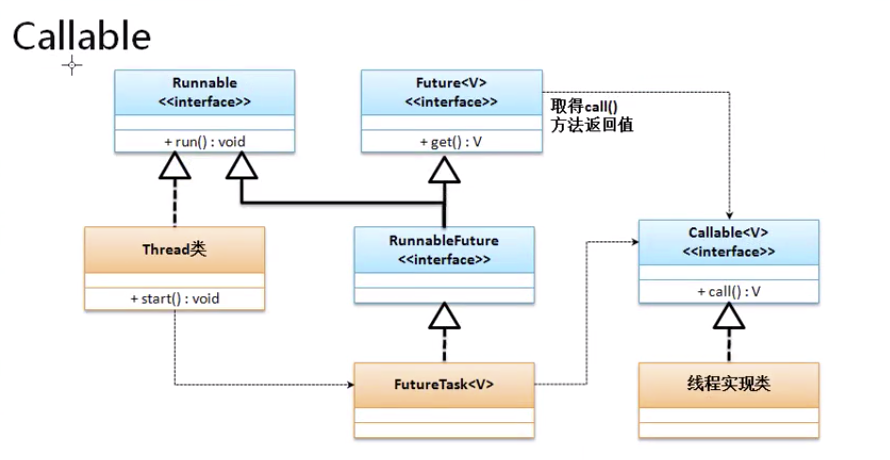 Callable
Runnable
<<interface>>
+ run() : void
Future<V>
<<interface>>
+ get() : V
取得call()
方法返回值
Thread类
+ start() : void
RunnableFuture
<<interface>>
Callable<V>
<<interface>>
+ call() : V
FutureTask<V>
线程实现类